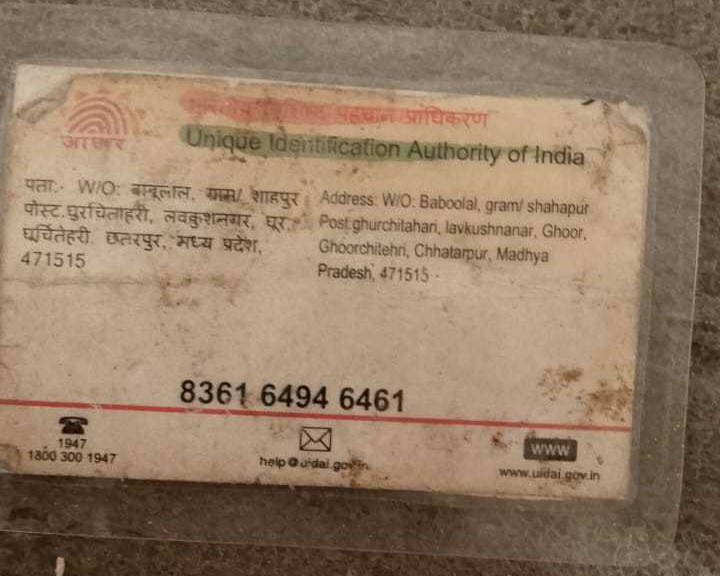 भारतीय विशिष्ट पहचान प्राधिकरण
आधार
Unique Identification Authority of India
पता:- W/O: बाबूलाल, ग्राम/ शाहपुर
पोस्ट.घुरचिताहरी, लवकुशनगर, घूर,
घूर्चितेहरी. छतरपुर, मध्य प्रदेश,
471515
Address: W/O: Baboolal, gram/ shahapur
Post.ghurchitahari, lavkushnanar, Ghoor,
Ghoorchitehri, Chhatarpur, Madhya
Pradesh, 471515
8361 6494 6461
1947
1800 300 1947
help@uidai.gov.in
www
www.uidai.gov.in